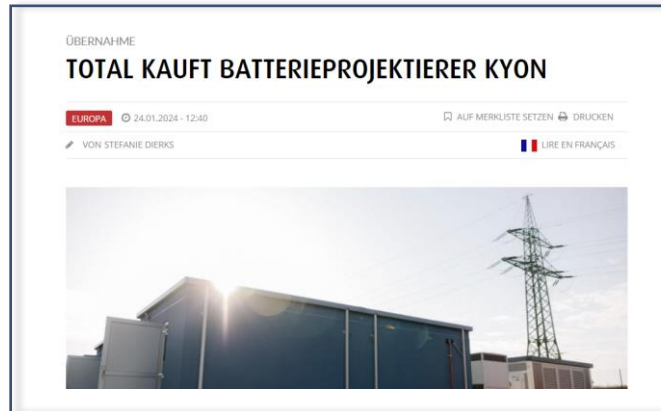 ÜBERNAHME
TOTAL KAUFT BATTERIEPROJEKTIERER KYON
EUROPA 24.01.2024 - 12:40 AUF MERKLISTE SETZEN DRUCKEN
VON STEFANIE DIERKS LIRE EN FRANÇAIS